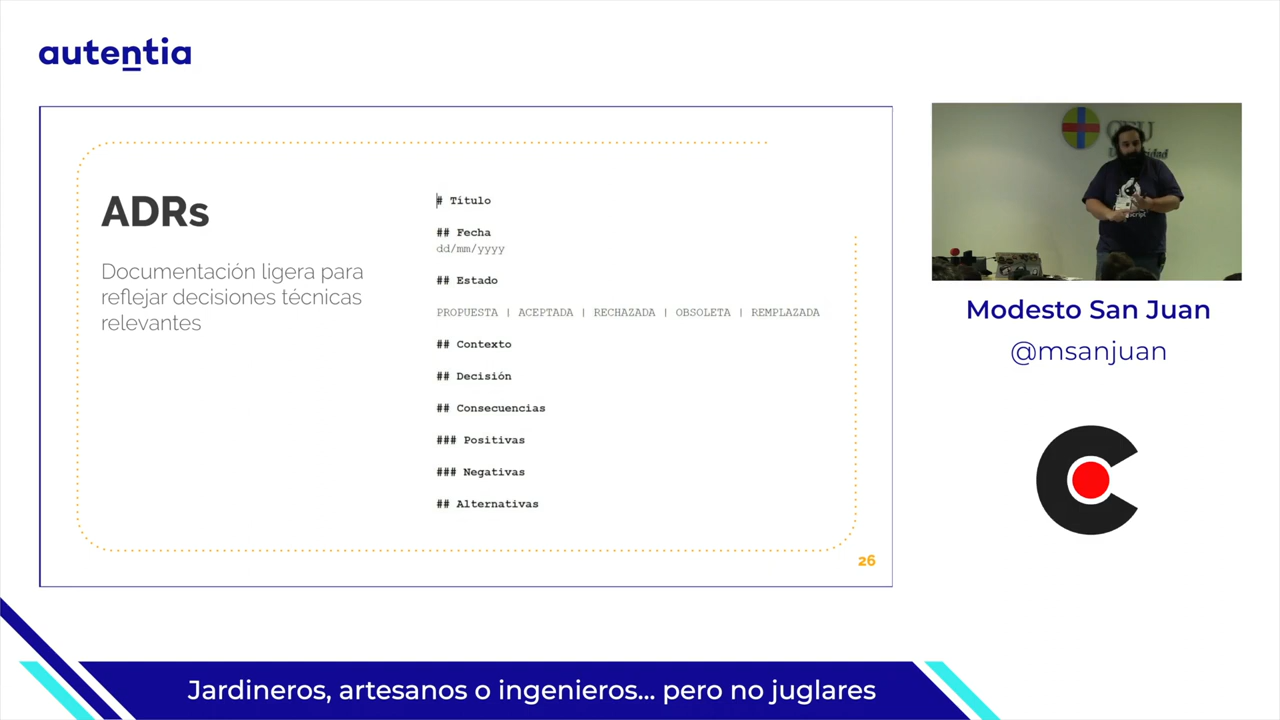 autentia
ADRs
Documentación ligera para
reflejar decisiones técnicas
relevantes
# Título
## Fecha
dd/mm/yyyy
## Estado
PROPUESTA | ACEPTADA | RECHAZADA | OBSOLETA | REMPLAZADA
## Contexto
## Decisión
## Consecuencias
### Positivas
### Negativas
## Alternativas
26
Modesto San Juan
@msanjuan
Jardineros, artesanos o ingenieros... pero no juglares